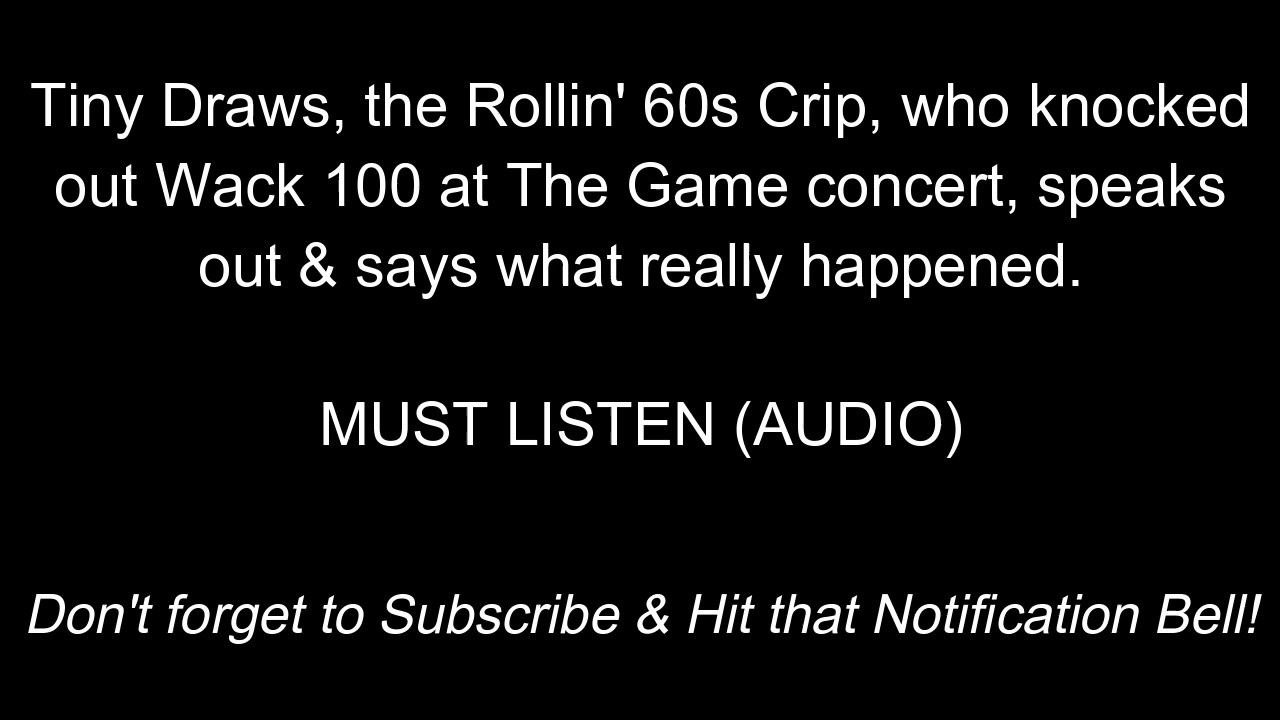 Tiny Draws, the Rollin' 60s Crip, who knocked
out Wack 100 at The Game concert, speaks
out & says what really happened.
MUST LISTEN (AUDIO)
Don't forget to Subscribe & Hit that Notification Bell!